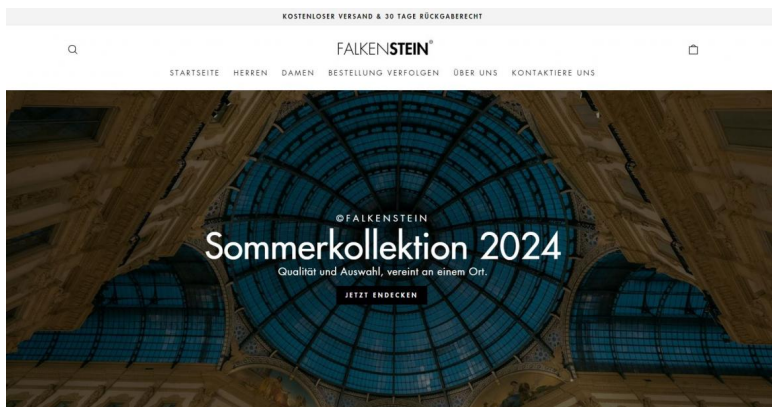 KOSTENLOSER VERSAND & 30 TAGE RÜCKGABERECHT
FALKENSTEIN®
STARTSEITE HERREN DAMEN BESTELLUNG VERFOLGEN ÜBER UNS KONTAKTIERE UNS
©FALKENSTEIN
Sommerkollektion 2024
Qualität und Auswahl, vereint an einem Ort.
JETZT ENDECKEN